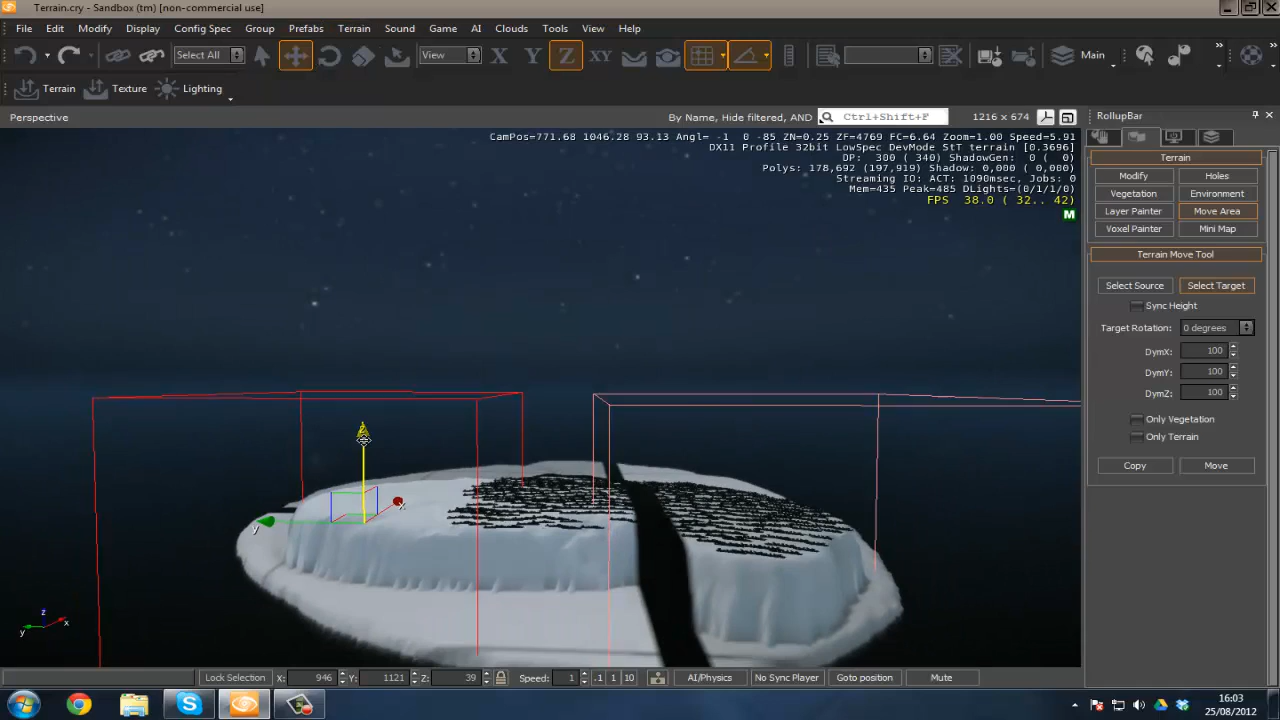 Terrain.cry - Sandbox (tm) [non-commercial use]
File Edit Modify Display Config Spec Group Prefabs Terrain Sound Game AI Clouds Tools View Help
Select All View X Y Z XY Main
Terrain Texture Lighting
Perspective By Name, Hide filtered, AND Ctrl+Shift+F 1216 x 674 RollupBar
CamPos=771.68 1046.28 93.13 Angl= -1 0 -85 ZN=0.25 ZF=4769 FC=6.64 Zoom=1.00 Speed=5.91
DX11 Profile 32bit LowSpec DevMode StT terrain [0.3696]
DP: 300 ( 340) ShadowGen: 0 ( 0)
Polys: 178,692 (197,919) Shadow: 0,000 ( 0,000)
Streaming IO: ACT: 1090msec, Jobs: 0
Mem=435 Peak=485 DLights=(0/1/1/0)
FPS 38.0 ( 32.. 42)
M
Terrain
Modify Holes
Vegetation Environment
Layer Painter Move Area
Voxel Painter Mini Map
Terrain Move Tool
Select Source Select Target
Sync Height
Target Rotation: 0 degrees
DymX: 100
DymY: 100
DymZ: 100
Only Vegetation
Only Terrain
Copy Move
x
y
z
y x
Lock Selection X: 946 Y: 1121 Z: 39 Speed: 1 .1 1 10 AI/Physics No Sync Player Goto position Mute
16:03
25/08/2012